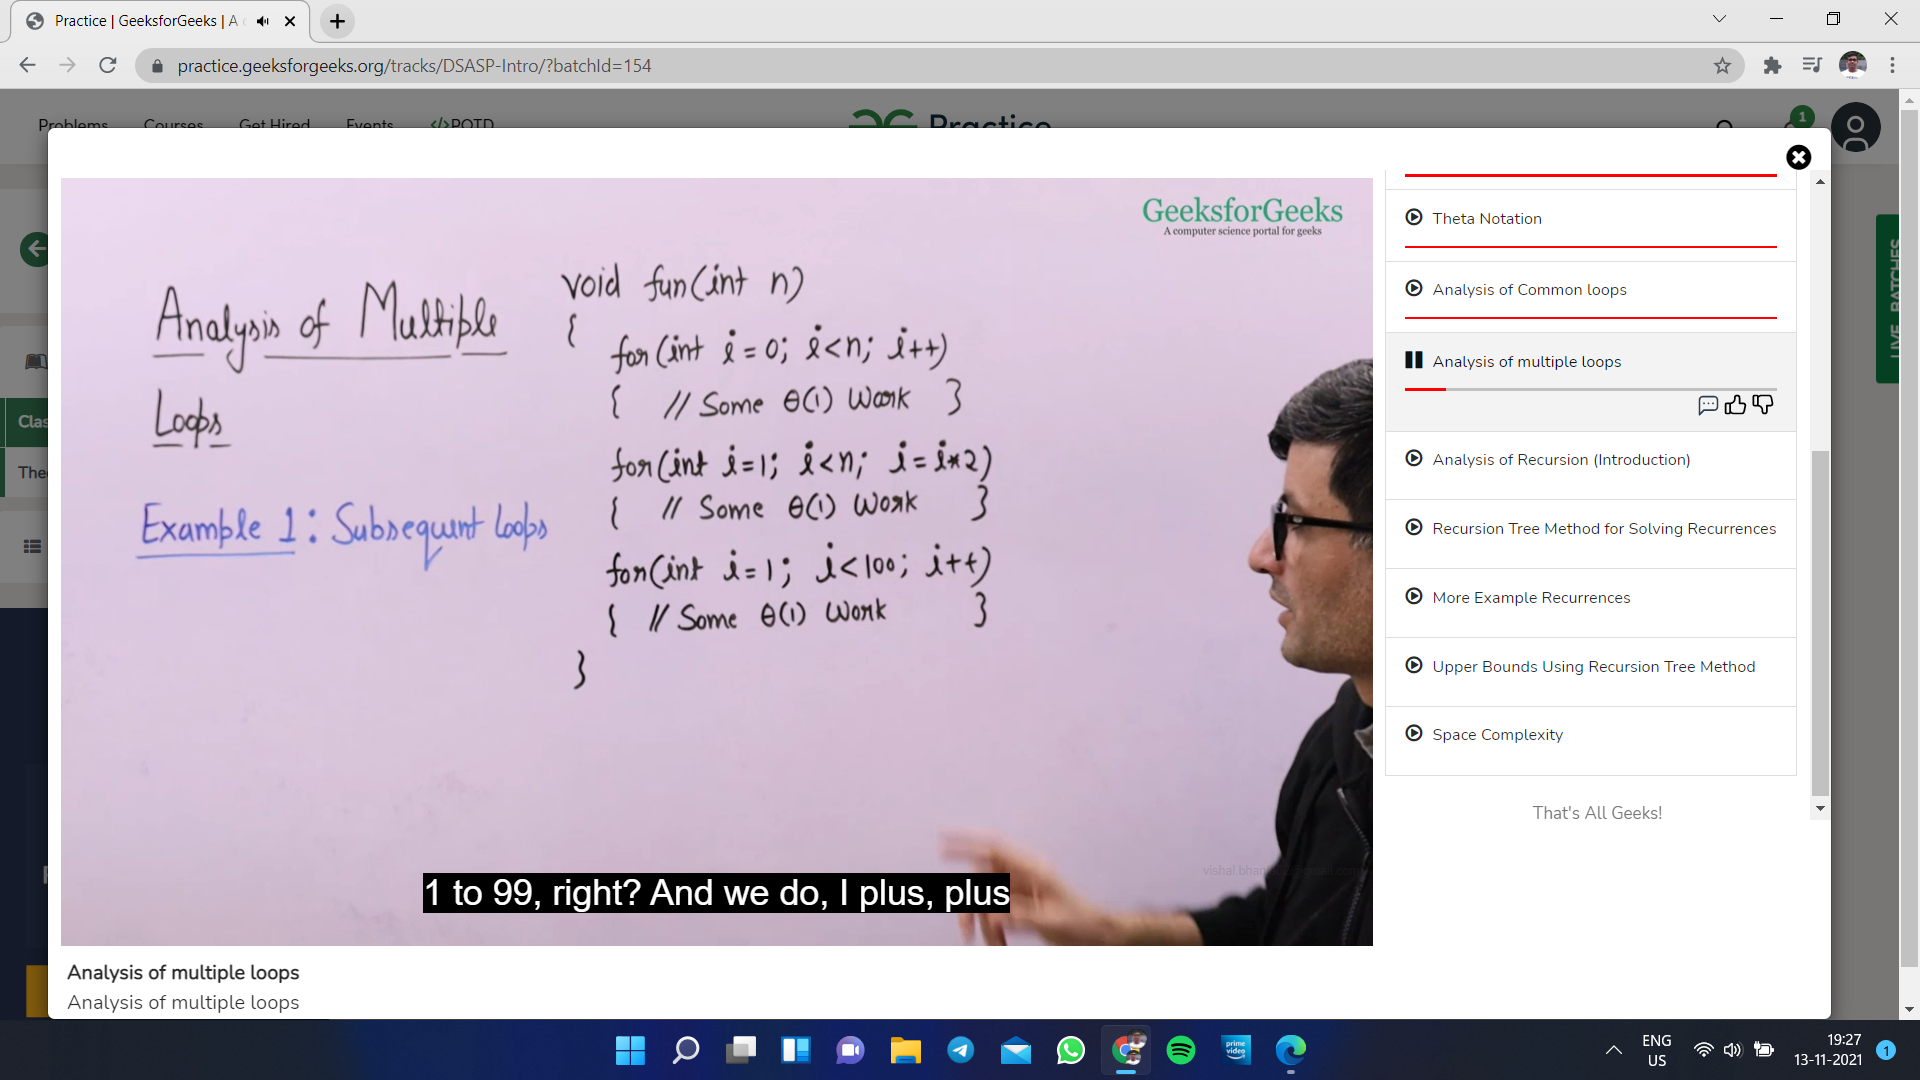 Practice | GeeksforGeeks | A
practice.geeksforgeeks.org/tracks/DSASP-Intro/?batchId=154
Problems Courses Get Hired Events </>POTD
Practice
1
GeeksforGeeks
A computer science portal for geeks
Analysis of Multiple
Loops
Example 1: Subsequent loops
void fun(int n)
{
for(int i = 0; i<n; i++)
{ // Some θ(1) Work }
for(int i=1; i<n; i=i*2)
{ // Some θ(1) Work }
for(int i=1; i<100; i++)
{ // Some θ(1) Work }
}
1 to 99, right? And we do, I plus, plus
Analysis of multiple loops
Analysis of multiple loops
Theta Notation
Analysis of Common loops
Analysis of multiple loops
Analysis of Recursion (Introduction)
Recursion Tree Method for Solving Recurrences
More Example Recurrences
Upper Bounds Using Recursion Tree Method
Space Complexity
That's All Geeks!
LIVE BATCHES
Clas
The
prime video
ENG
US
19:27
13-11-2021
1